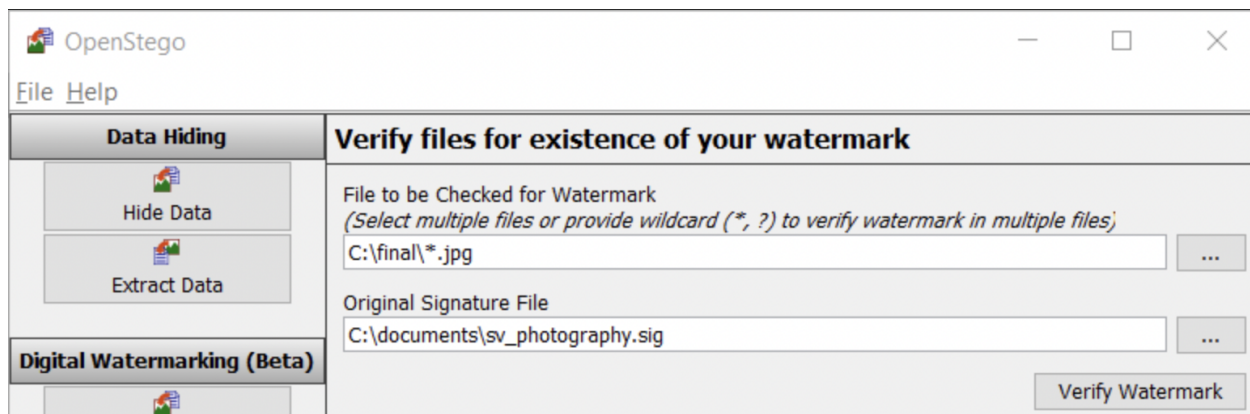 OpenStego
File Help
Data Hiding
Hide Data
Extract Data
Digital Watermarking (Beta)
Verify files for existence of your watermark
File to be Checked for Watermark
(Select multiple files or provide wildcard (*, ?) to verify watermark in multiple files)
C:\final\*.jpg
...
Original Signature File
C:\documents\sv_photography.sig
...
Verify Watermark